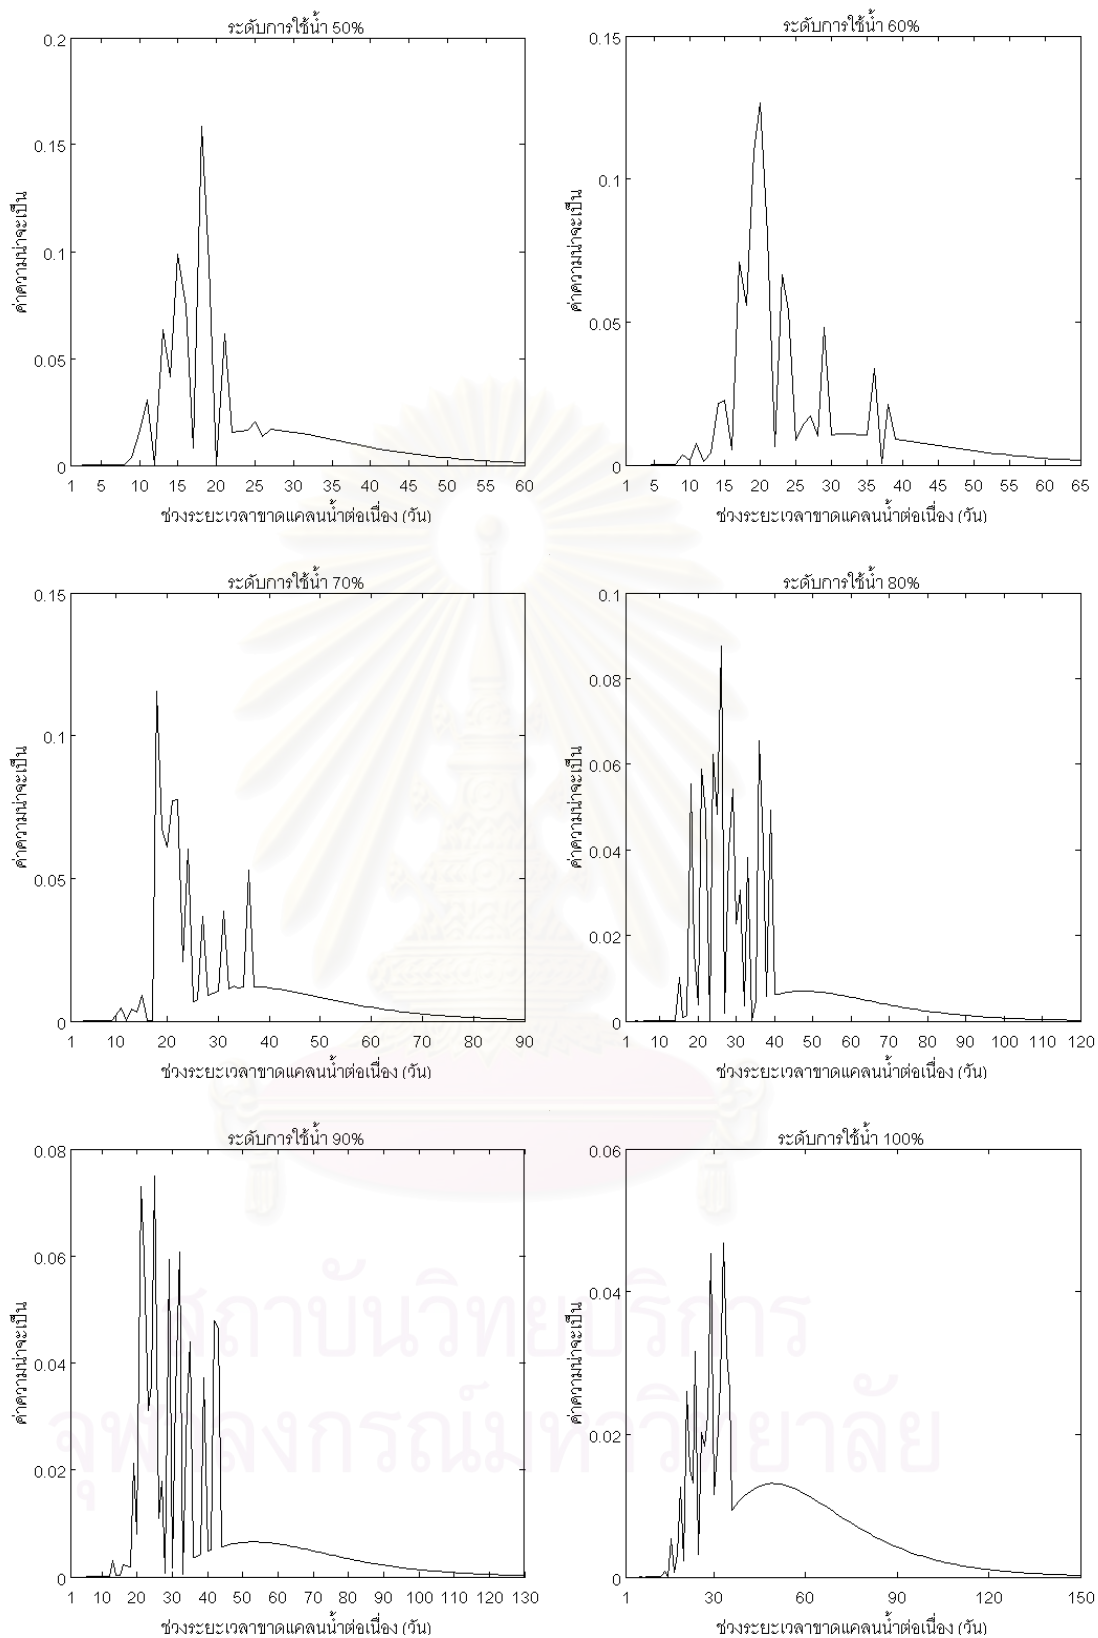 ระดับการใช้น้ำ 50%
0.2
0.15
0.1
0.05
0
ค่าความน่าจะเป็น
1 5 10 15 20 25 30 35 40 45 50 55 60
ช่วงระยะเวลาขาดแคลนน้ำต่อเนื่อง (วัน)
ระดับการใช้น้ำ 60%
0.15
0.1
0.05
0
ค่าความน่าจะเป็น
1 5 10 15 20 25 30 35 40 45 50 55 60 65
ช่วงระยะเวลาขาดแคลนน้ำต่อเนื่อง (วัน)
ระดับการใช้น้ำ 70%
0.15
0.1
0.05
0
ค่าความน่าจะเป็น
1 10 20 30 40 50 60 70 80 90
ช่วงระยะเวลาขาดแคลนน้ำต่อเนื่อง (วัน)
ระดับการใช้น้ำ 80%
0.1
0.08
0.06
0.04
0.02
0
ค่าความน่าจะเป็น
1 10 20 30 40 50 60 70 80 90 100 110 120
ช่วงระยะเวลาขาดแคลนน้ำต่อเนื่อง (วัน)
ระดับการใช้น้ำ 90%
0.08
0.06
0.04
0.02
0
ค่าความน่าจะเป็น
1 10 20 30 40 50 60 70 80 90 100 110 120 130
ช่วงระยะเวลาขาดแคลนน้ำต่อเนื่อง (วัน)
ระดับการใช้น้ำ 100%
0.06
0.04
0.02
0
ค่าความน่าจะเป็น
1 30 60 90 120 150
ช่วงระยะเวลาขาดแคลนน้ำต่อเนื่อง (วัน)
สถาบันวิทยบริการ
จุฬาลงกรณ์มหาวิทยาลัย